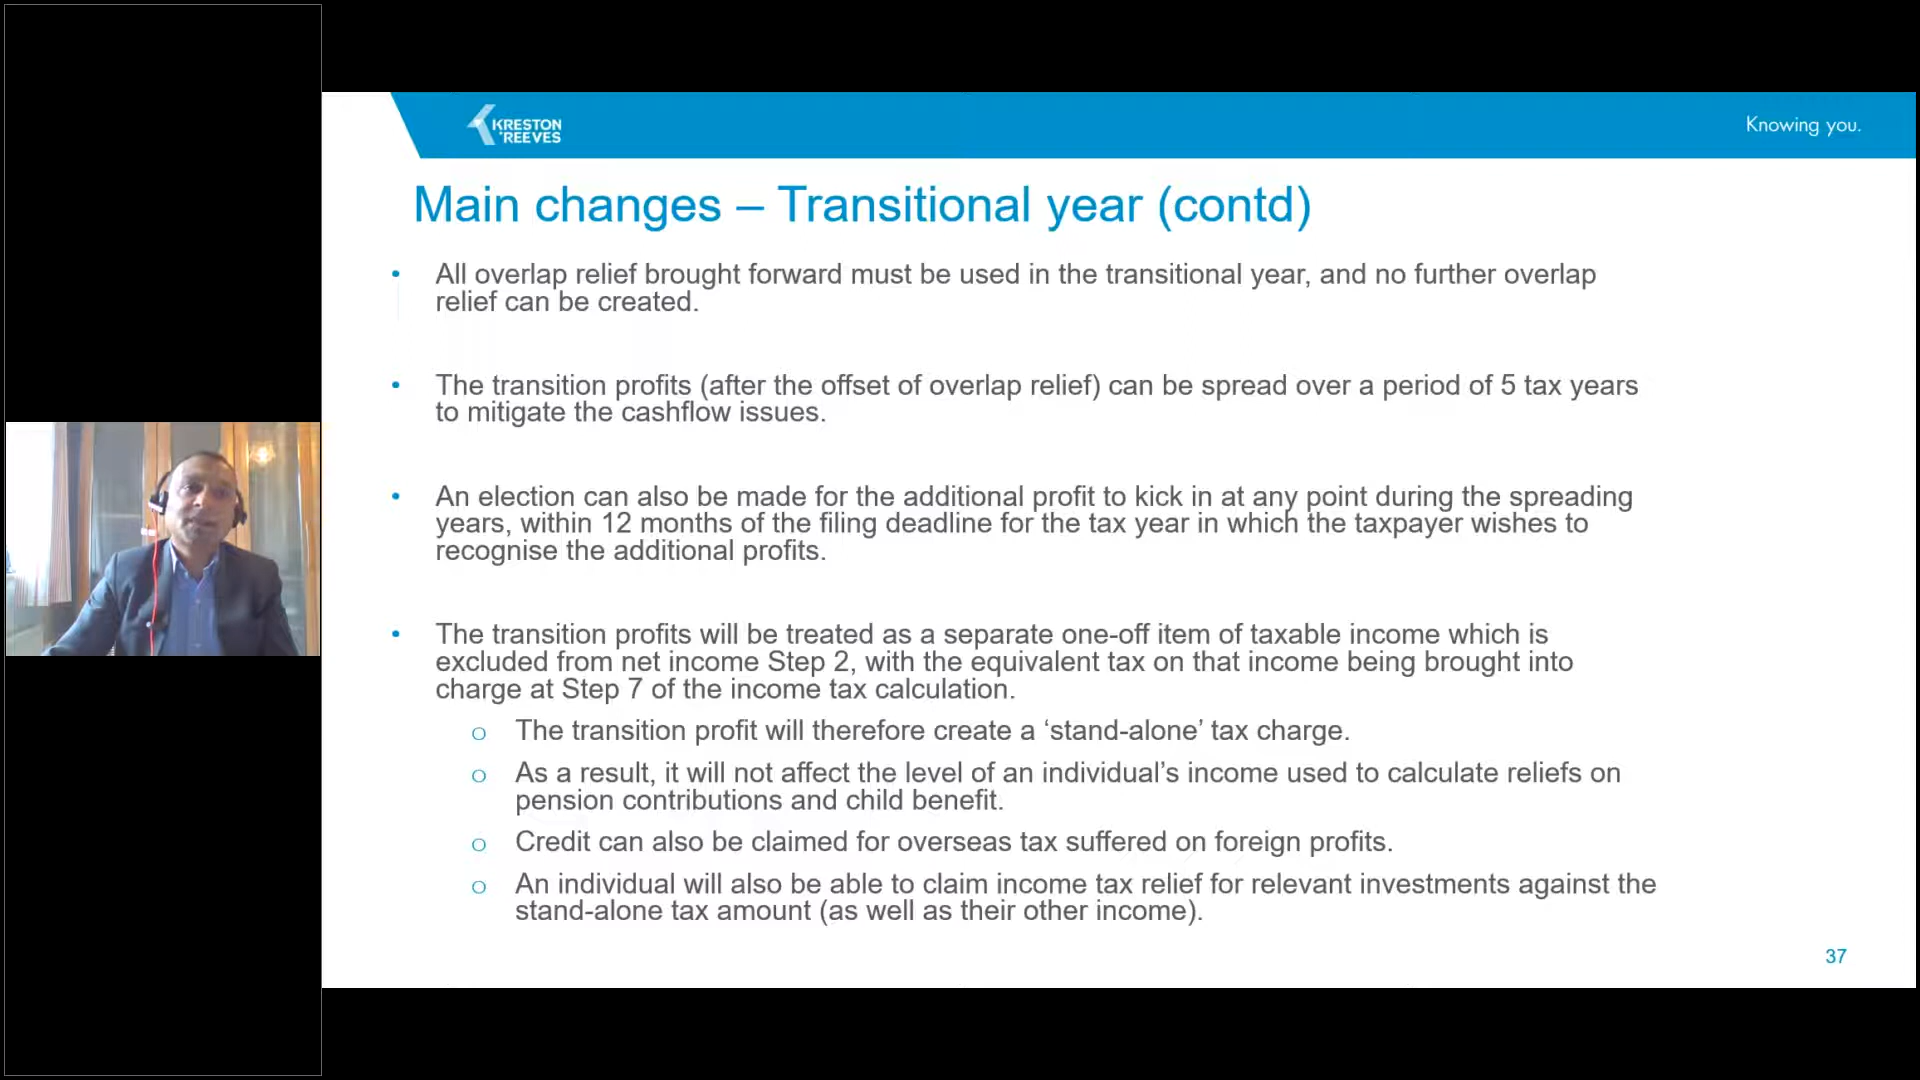 KRESTON
REEVES
Knowing you.
Main changes – Transitional year (contd)
• All overlap relief brought forward must be used in the transitional year, and no further overlap
relief can be created.
• The transition profits (after the offset of overlap relief) can be spread over a period of 5 tax years
to mitigate the cashflow issues.
• An election can also be made for the additional profit to kick in at any point during the spreading
years, within 12 months of the filing deadline for the tax year in which the taxpayer wishes to
recognise the additional profits.
• The transition profits will be treated as a separate one-off item of taxable income which is
excluded from net income Step 2, with the equivalent tax on that income being brought into
charge at Step 7 of the income tax calculation.
o The transition profit will therefore create a ‘stand-alone’ tax charge.
o As a result, it will not affect the level of an individual’s income used to calculate reliefs on
pension contributions and child benefit.
o Credit can also be claimed for overseas tax suffered on foreign profits.
o An individual will also be able to claim income tax relief for relevant investments against the
stand-alone tax amount (as well as their other income).
37